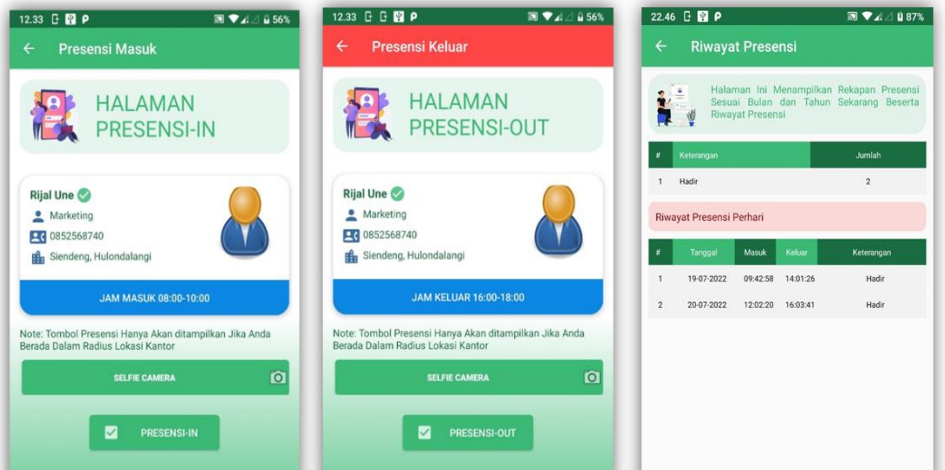 12.33 56%
Presensi Masuk
HALAMAN
PRESENSI-IN
Rijal Une
Marketing
0852568740
Siendeng, Hulondalangi
JAM MASUK 08:00-10:00
Note: Tombol Presensi Hanya Akan ditampilkan Jika Anda
Berada Dalam Radius Lokasi Kantor
SELFIE CAMERA
PRESENSI-IN
12.33 56%
Presensi Keluar
HALAMAN
PRESENSI-OUT
Rijal Une
Marketing
0852568740
Siendeng, Hulondalangi
JAM KELUAR 16:00-18:00
Note: Tombol Presensi Hanya Akan ditampilkan Jika Anda
Berada Dalam Radius Lokasi Kantor
SELFIE CAMERA
PRESENSI-OUT
22.46 87%
Riwayat Presensi
Halaman Ini Menampilkan Rekapan Presensi
Sesuai Bulan dan Tahun Sekarang Beserta
Riwayat Presensi
# Keterangan Jumlah
1 Hadir 2
Riwayat Presensi Perhari
# Tanggal Masuk Keluar Keterangan
1 19-07-2022 09:42:58 14:01:26 Hadir
2 20-07-2022 12:02:20 16:03:41 Hadir